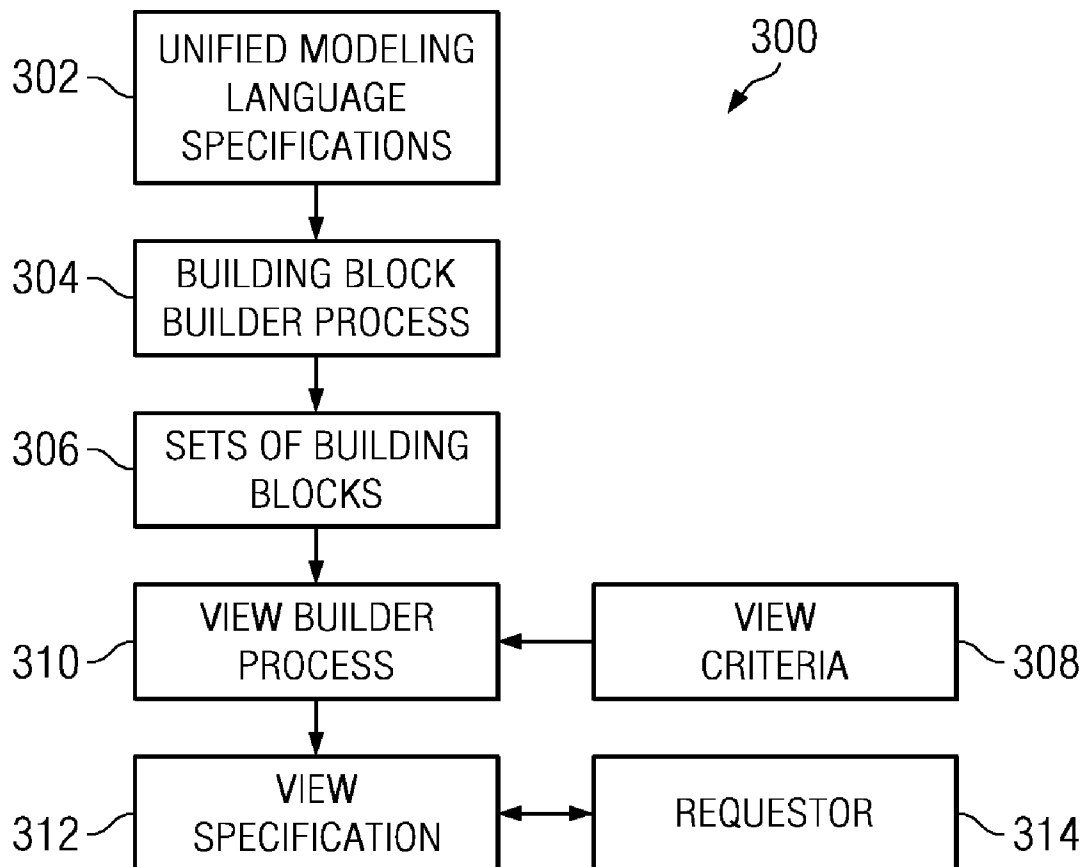 300
302
UNIFIED MODELING
LANGUAGE
SPECIFICATIONS
304
BUILDING BLOCK
BUILDER PROCESS
306
SETS OF BUILDING
BLOCKS
310
VIEW BUILDER
PROCESS
VIEW
CRITERIA
308
312
VIEW
SPECIFICATION
REQUESTOR
314